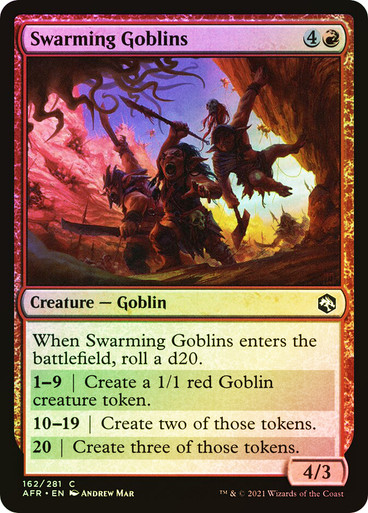 Swarming Goblins 4
Creature — Goblin
When Swarming Goblins enters the
battlefield, roll a d20.
1–9 | Create a 1/1 red Goblin
creature token.
10–19 | Create two of those tokens.
20 | Create three of those tokens.
4/3
162/281 C
AFR • EN Andrew Mar ™ & © 2021 Wizards of the Coast